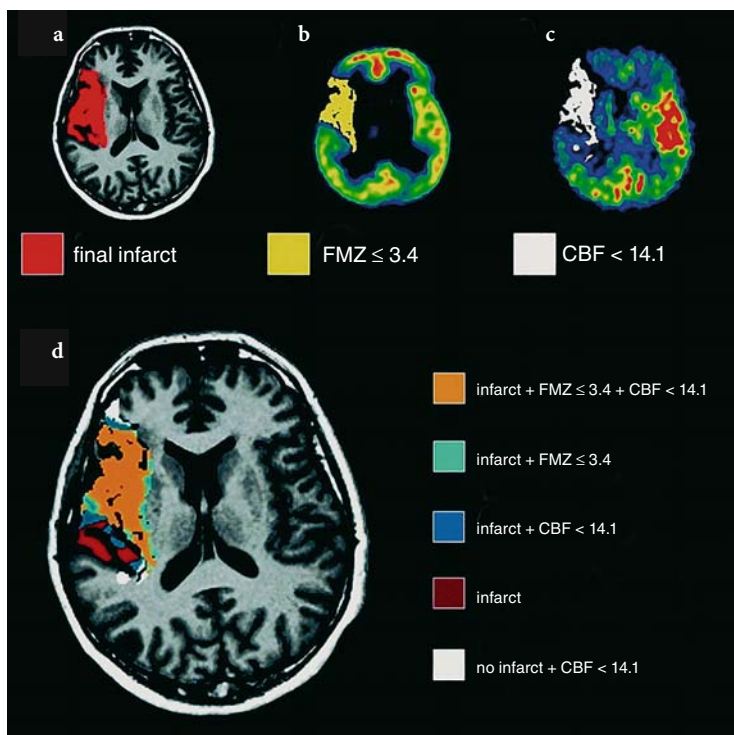 a
b
c
final infarct
FMZ ≤ 3.4
CBF < 14.1
d
infarct + FMZ ≤ 3.4 + CBF < 14.1
infarct + FMZ ≤ 3.4
infarct + CBF < 14.1
infarct
no infarct + CBF < 14.1